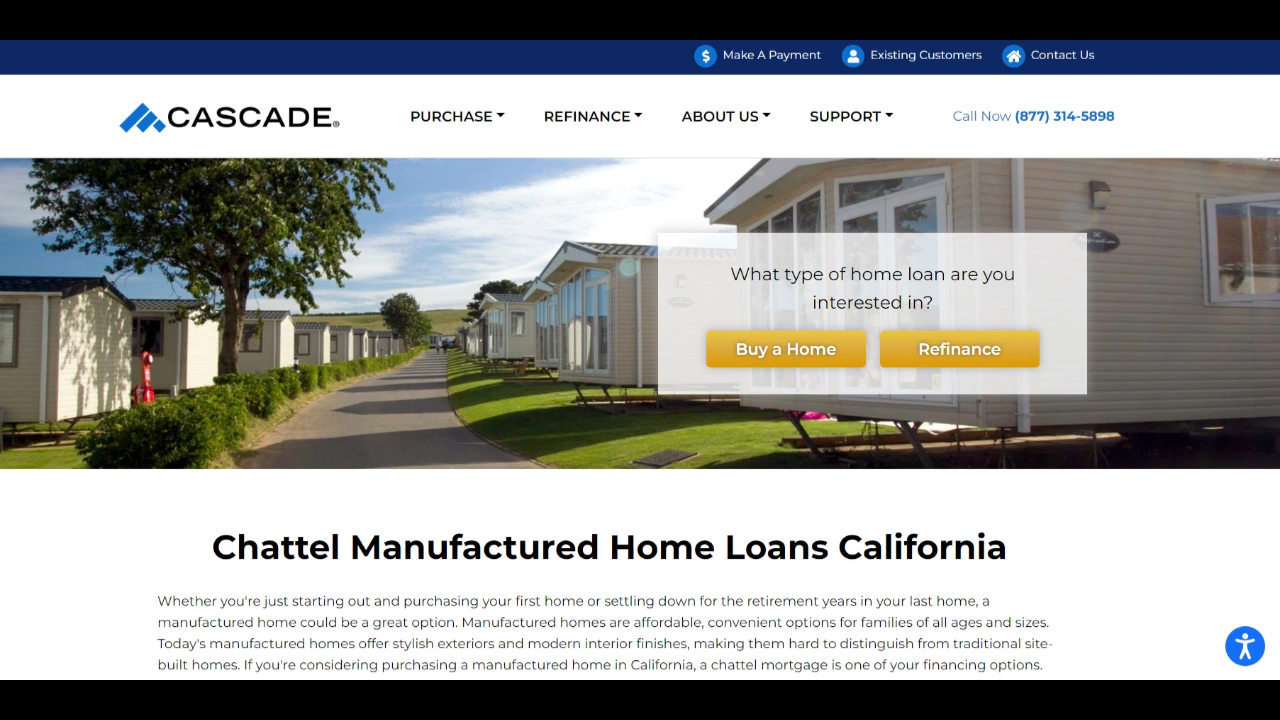 Make A Payment Existing Customers Contact Us
CASCADE®
PURCHASE REFINANCE ABOUT US SUPPORT Call Now (877) 314-5898
What type of home loan are you
interested in?
Buy a Home Refinance
Chattel Manufactured Home Loans California
Whether you're just starting out and purchasing your first home or settling down for the retirement years in your last home, a
manufactured home could be a great option. Manufactured homes are affordable, convenient options for families of all ages and sizes.
Today's manufactured homes offer stylish exteriors and modern interior finishes, making them hard to distinguish from traditional site-
built homes. If you're considering purchasing a manufactured home in California, a chattel mortgage is one of your financing options.